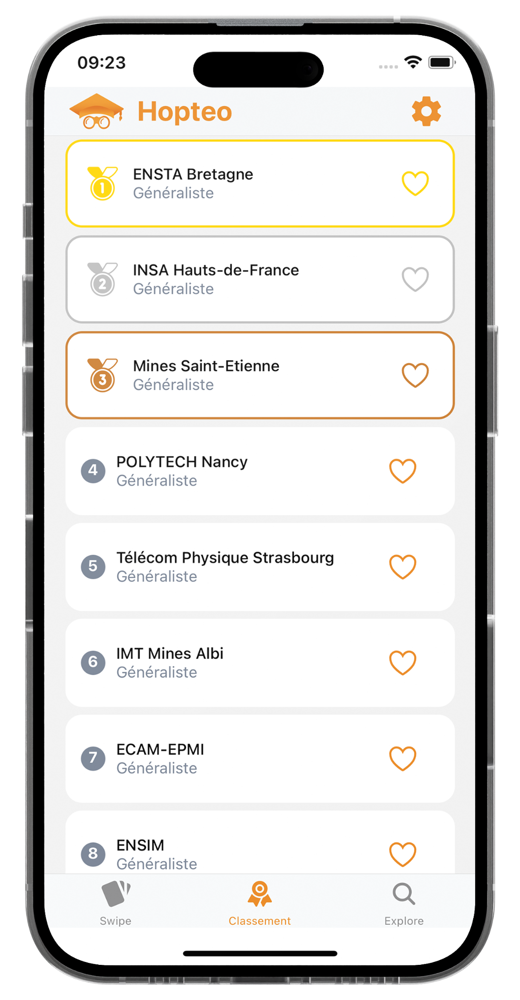 09:23
Hopteo
1
ENSTA Bretagne
Généraliste
2
INSA Hauts-de-France
Généraliste
3
Mines Saint-Etienne
Généraliste
4
POLYTECH Nancy
Généraliste
5
Télécom Physique Strasbourg
Généraliste
6
IMT Mines Albi
Généraliste
7
ECAM-EPMI
Généraliste
8
ENSIM
Généraliste
Swipe
Classement
Explore